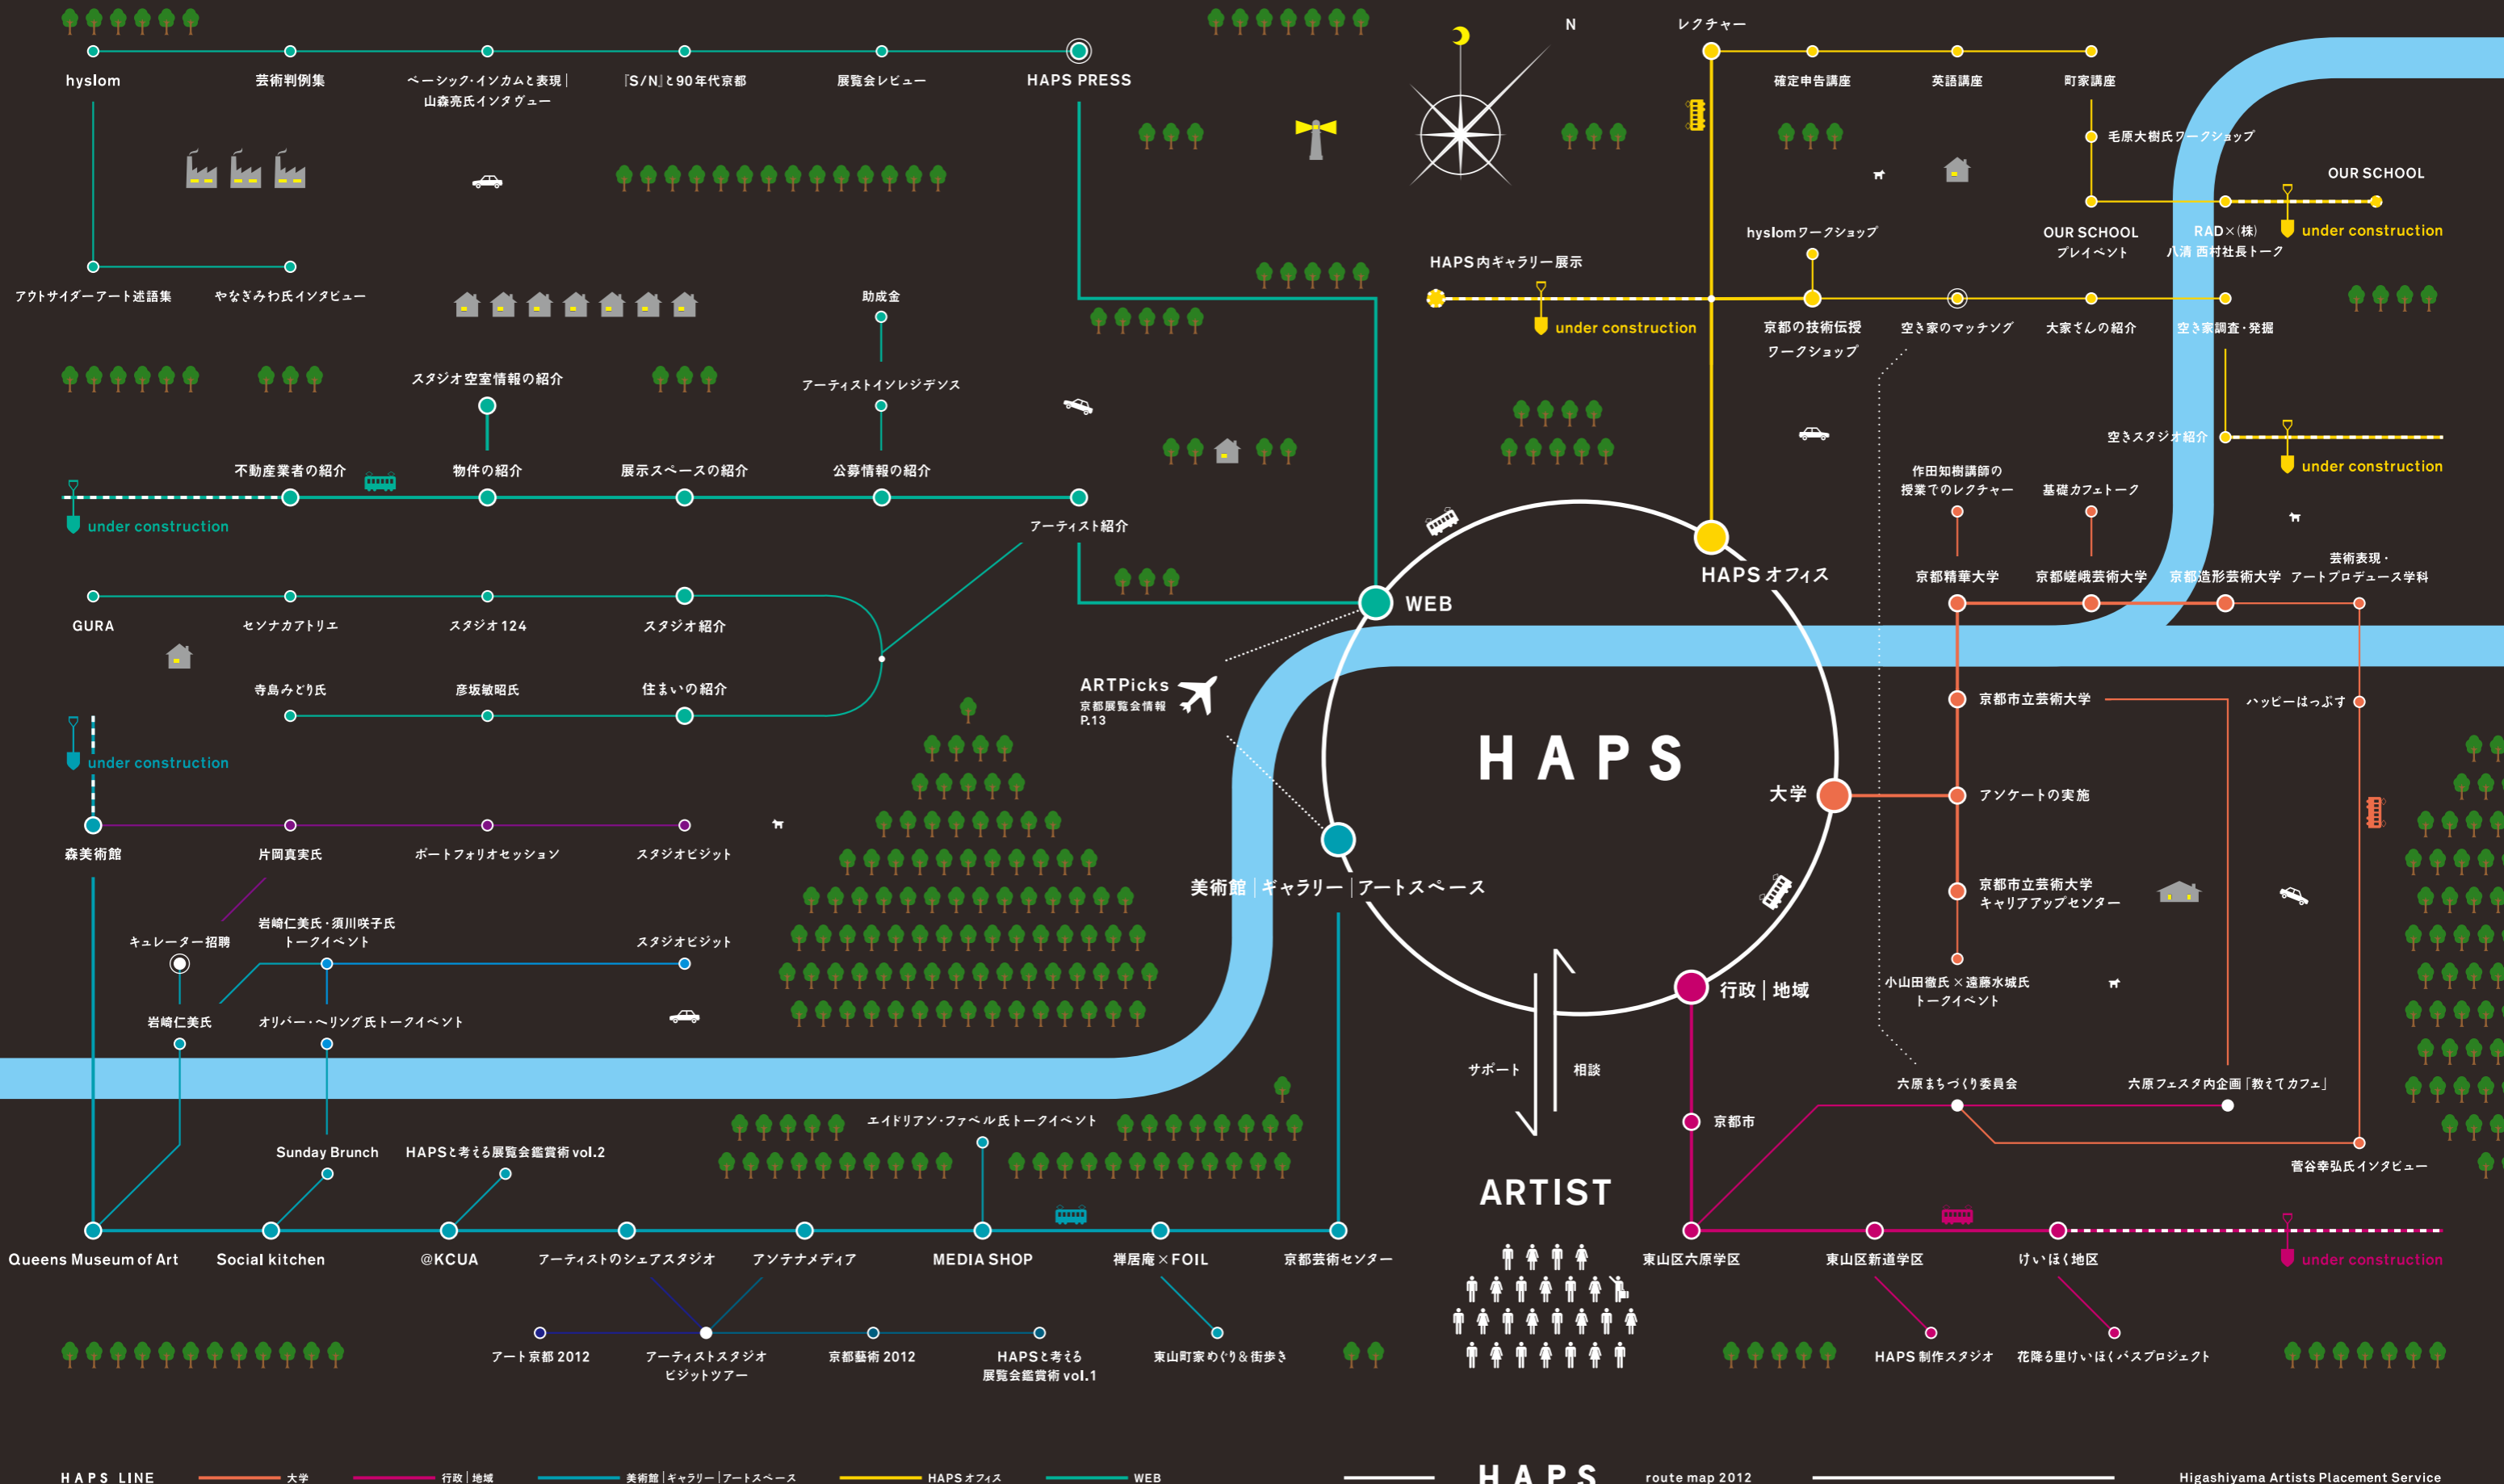 レクチャー
N
hyslom
芸術判例集
ベーシック・インカムと表現|
山森亮氏インタヴュー
『S/N』と90年代京都
展覧会レビュー
HAPS PRESS
確定申告講座
英語講座
町家講座
毛原大樹氏ワークショップ
OUR SCHOOL
under construction
OUR SCHOOL
プレイベント
RAD×(株)
八清 西村社長トーク
hyslomワークショップ
HAPS内ギャラリー展示
under construction
京都の技術伝授
ワークショップ
空き家のマッチング
大家さんの紹介
空き家調査・発掘
アウトサイダーアート述語集
やなぎみわ氏インタビュー
助成金
スタジオ空室情報の紹介
アーティストインレジデンス
空きスタジオ紹介
under construction
不動産業者の紹介
物件の紹介
展示スペースの紹介
公募情報の紹介
under construction
アーティスト紹介
作田知樹講師の
授業でのレクチャー
基礎カフェトーク
芸術表現・
アートプロデュース学科
京都精華大学
京都嵯峨芸術大学
京都造形芸術大学
HAPSオフィス
WEB
GURA
センナカアトリエ
スタジオ124
スタジオ紹介
寺島みどり氏
彦坂敏昭氏
住まいの紹介
ARTPicks
京都展覧会情報
P.13
京都市立芸術大学
ハッピーはっぷす
under construction
HAPS
大学
アンケートの実施
森美術館
片岡真実氏
ポートフォリオセッション
スタジオビジット
美術館|ギャラリー|アートスペース
京都市立芸術大学
キャリアアップセンター
キュレーター招聘
岩崎仁美氏・須川咲子氏
トークイベント
スタジオビジット
行政|地域
小山田徹氏×遠藤水城氏
トークイベント
岩崎仁美氏
オリバー・ヘリング氏トークイベント
サポート
相談
六原まちづくり委員会
六原フェスタ内企画「教えてカフェ」
エイドリアン・ファベル氏トークイベント
京都市
Sunday Brunch
HAPSと考える展覧会鑑賞術 vol.2
菅谷幸弘氏インタビュー
ARTIST
Queens Museum of Art
Social kitchen
@KCUA
アーティストのシェアスタジオ
アンテナメディア
MEDIA SHOP
禅居庵×FOIL
京都芸術センター
東山区六原学区
東山区新道学区
けいほく地区
under construction
アート京都 2012
アーティストスタジオ
ビジットツアー
京都藝術 2012
HAPSと考える
展覧会鑑賞術 vol.1
東山町家めぐり&街歩き
HAPS 制作スタジオ
花降る里けいほくバスプロジェクト
HAPS LINE
大学
行政|地域
美術館|ギャラリー|アートスペース
HAPSオフィス
WEB
HAPS
route map 2012
Higashiyama Artists Placement Service